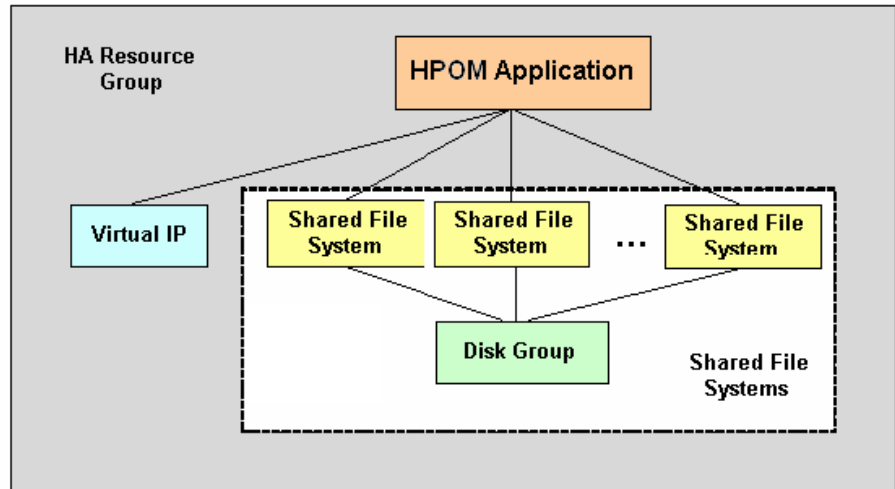 HA Resource
Group
HPOM Application
Virtual IP
Shared File
System
Shared File
System
...
Shared File
System
Disk Group
Shared File
Systems